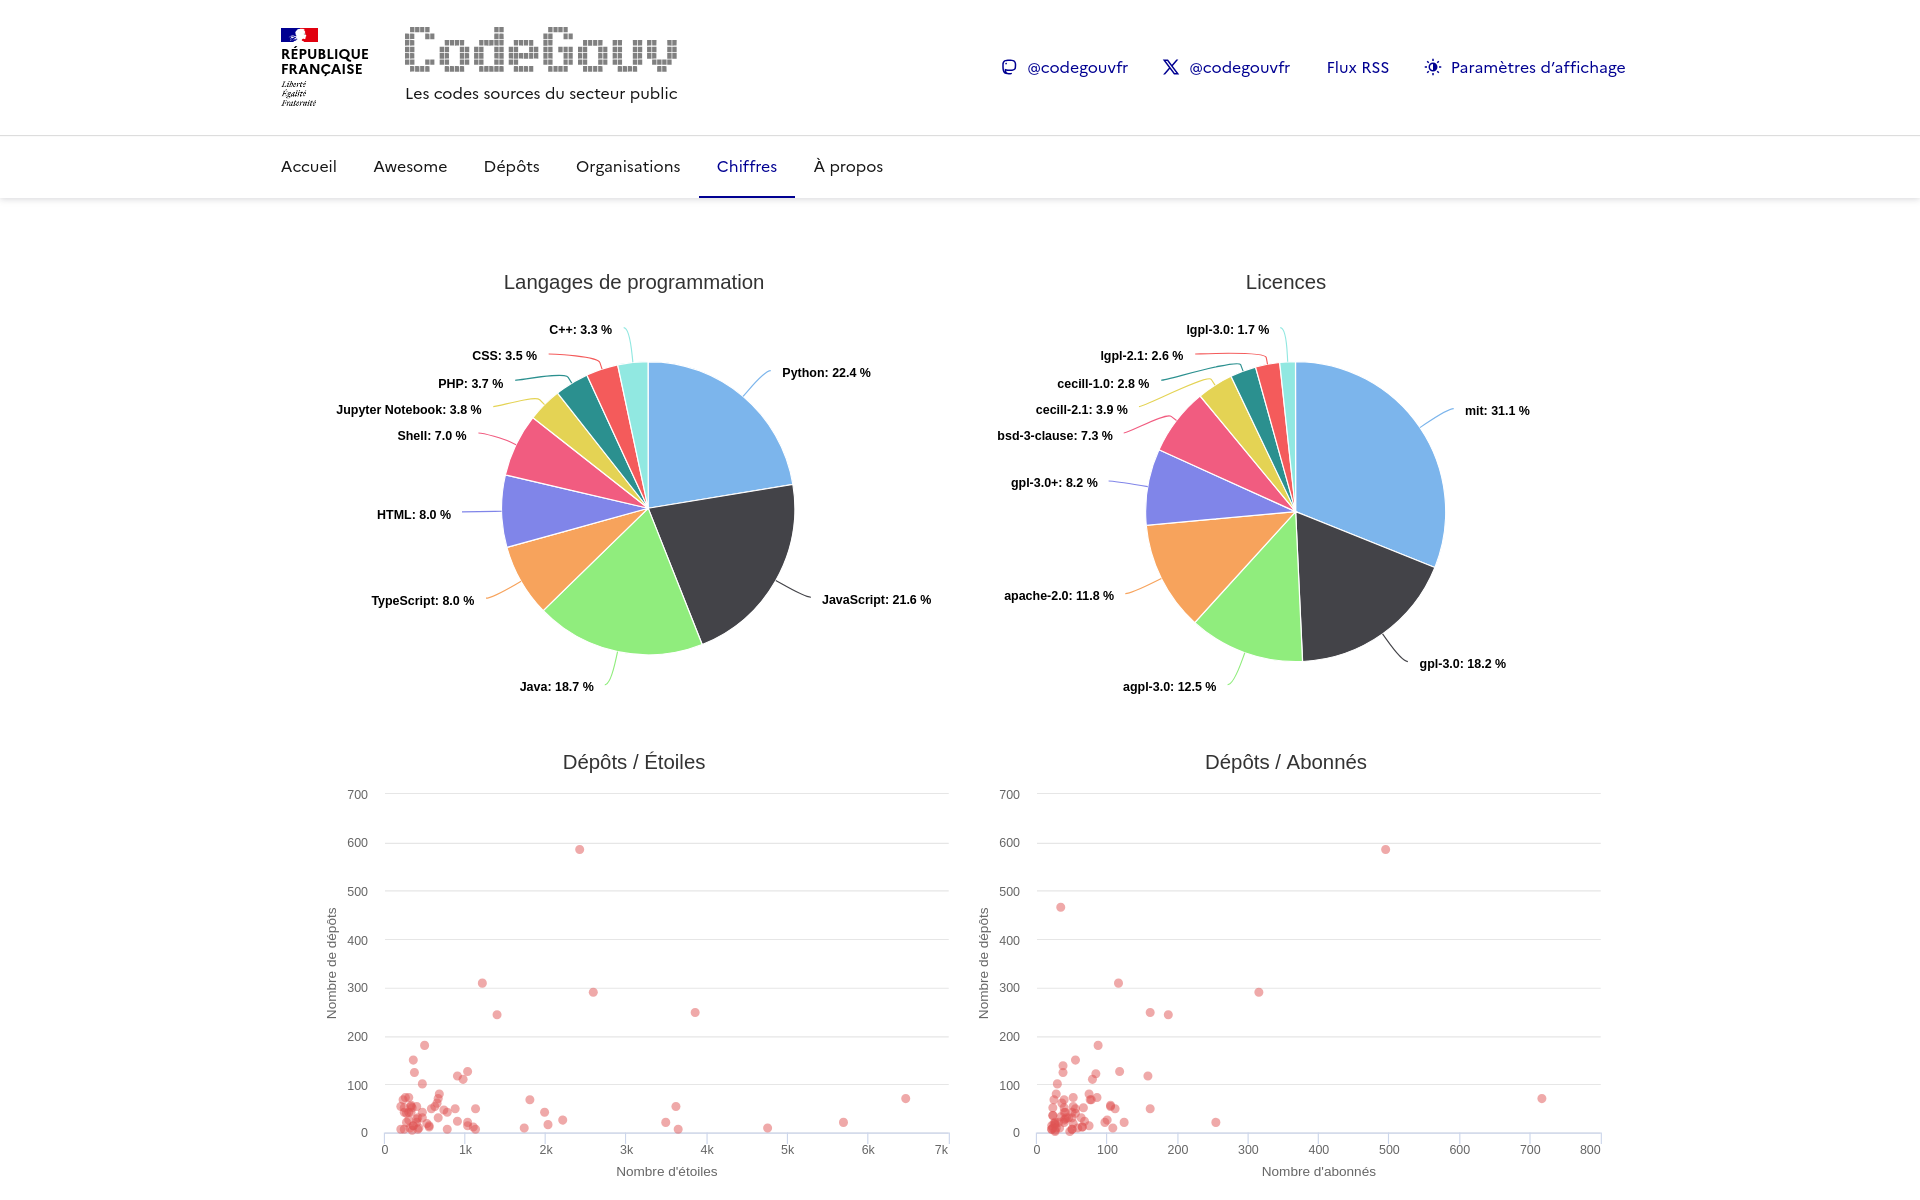 RÉPUBLIQUE
FRANÇAISE
Liberté
Égalité
Fraternité
CodeGouv
Les codes sources du secteur public
@codegouvfr
@codegouvfr
Flux RSS
Paramètres d’affichage
Accueil
Awesome
Dépôts
Organisations
Chiffres
À propos
Langages de programmation
C++: 3.3 %
CSS: 3.5 %
PHP: 3.7 %
Jupyter Notebook: 3.8 %
Shell: 7.0 %
HTML: 8.0 %
TypeScript: 8.0 %
Java: 18.7 %
Python: 22.4 %
JavaScript: 21.6 %
Licences
lgpl-3.0: 1.7 %
lgpl-2.1: 2.6 %
cecill-1.0: 2.8 %
cecill-2.1: 3.9 %
bsd-3-clause: 7.3 %
gpl-3.0+: 8.2 %
apache-2.0: 11.8 %
agpl-3.0: 12.5 %
mit: 31.1 %
gpl-3.0: 18.2 %
Dépôts / Étoiles
Nombre de dépôts
700
600
500
400
300
200
100
0
0 1k 2k 3k 4k 5k 6k 7k
Nombre d'étoiles
Dépôts / Abonnés
Nombre de dépôts
700
600
500
400
300
200
100
0
0 100 200 300 400 500 600 700 800
Nombre d'abonnés